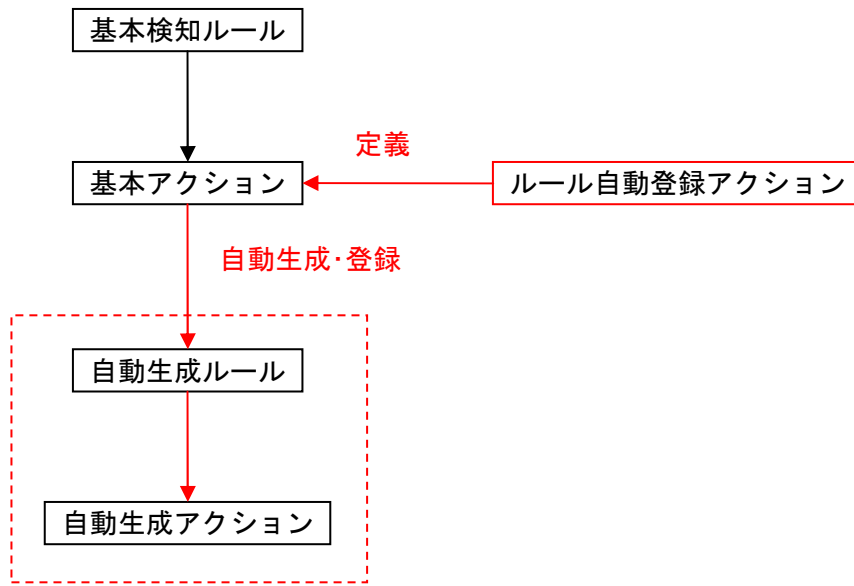 基本検知ルール
定義
基本アクション
ルール自動登録アクション
自動生成･登録
自動生成ルール
自動生成アクション